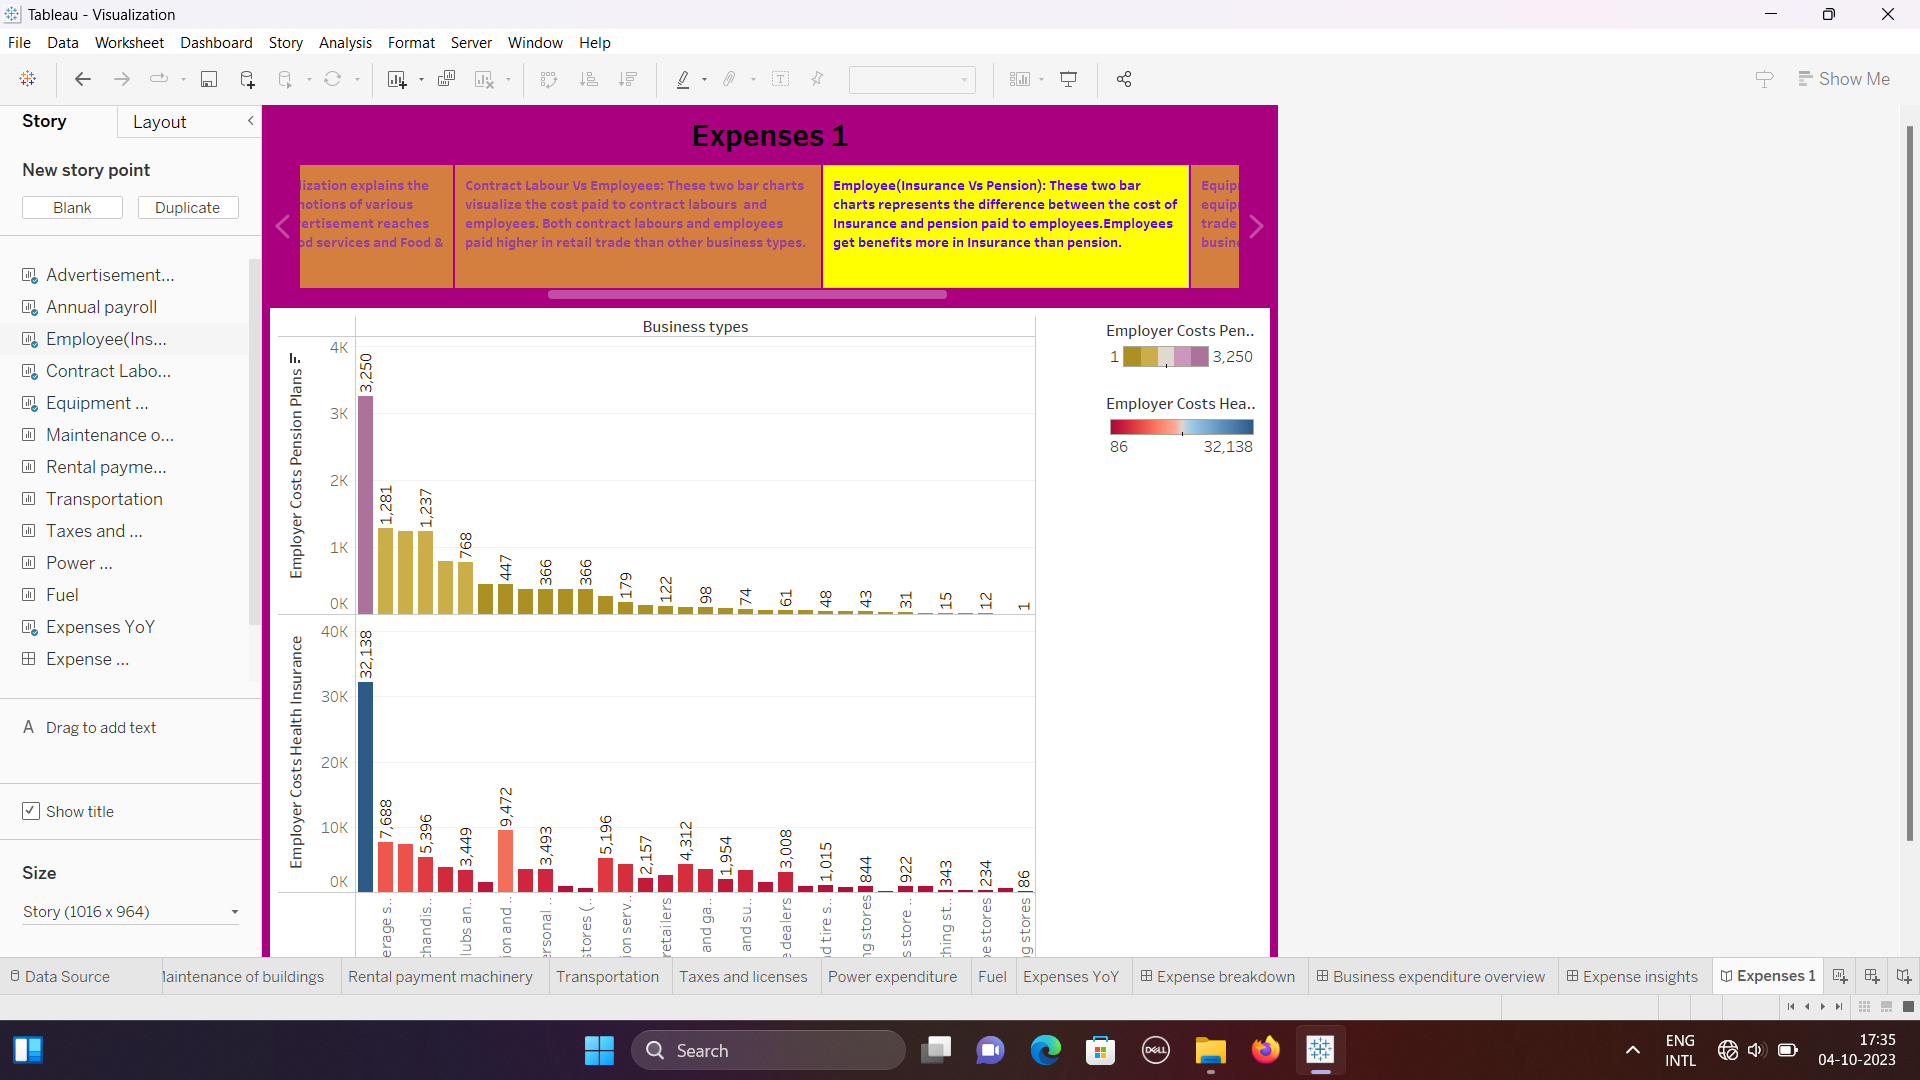 Tableau - Visualization
File Data Worksheet Dashboard Story Analysis Format Server Window Help
Show Me
Story Layout
New story point
Blank Duplicate
Advertisement...
Annual payroll
Employee(Ins...
Contract Labo...
Equipment ...
Maintenance o...
Rental payme...
Transportation
Taxes and ...
Power ...
Fuel
Expenses YoY
Expense ...
A Drag to add text
Show title
Size
Story (1016 x 964)
Expenses 1
lization explains the
notions of various
ertisement reaches
od services and Food &
Contract Labour Vs Employees: These two bar charts
visualize the cost paid to contract labours and
employees. Both contract labours and employees
paid higher in retail trade than other business types.
Employee(Insurance Vs Pension): These two bar
charts represents the difference between the cost of
Insurance and pension paid to employees.Employees
get benefits more in Insurance than pension.
Equip
equip
trade
busin
Business types
Employer Costs Pension Plans
4K
3K
2K
1K
0K
3,250 1,281 1,237 768 447 366 366 179 122 98 74 61 48 43 31 15 12 1
Employer Costs Health Insurance
40K
30K
20K
10K
0K
32,138 7,688 5,396 3,449 9,472 3,493 5,196 2,157 4,312 1,954 3,008 1,015 844 922 343 234 86
erage s..
chandis..
lubs an..
ion and ..
ersonal ..
stores (..
ion serv..
retailers
and ga..
and su..
e dealers
nd tire s..
ng stores
s store ..
thing st..
oe stores
og stores
Employer Costs Pen..
1 3,250
Employer Costs Hea..
86 32,138
Data Source
Maintenance of buildings Rental payment machinery Transportation Taxes and licenses Power expenditure Fuel Expenses YoY Expense breakdown Business expenditure overview Expense insights Expenses 1
Search
DELL
ENG
INTL
17:35
04-10-2023